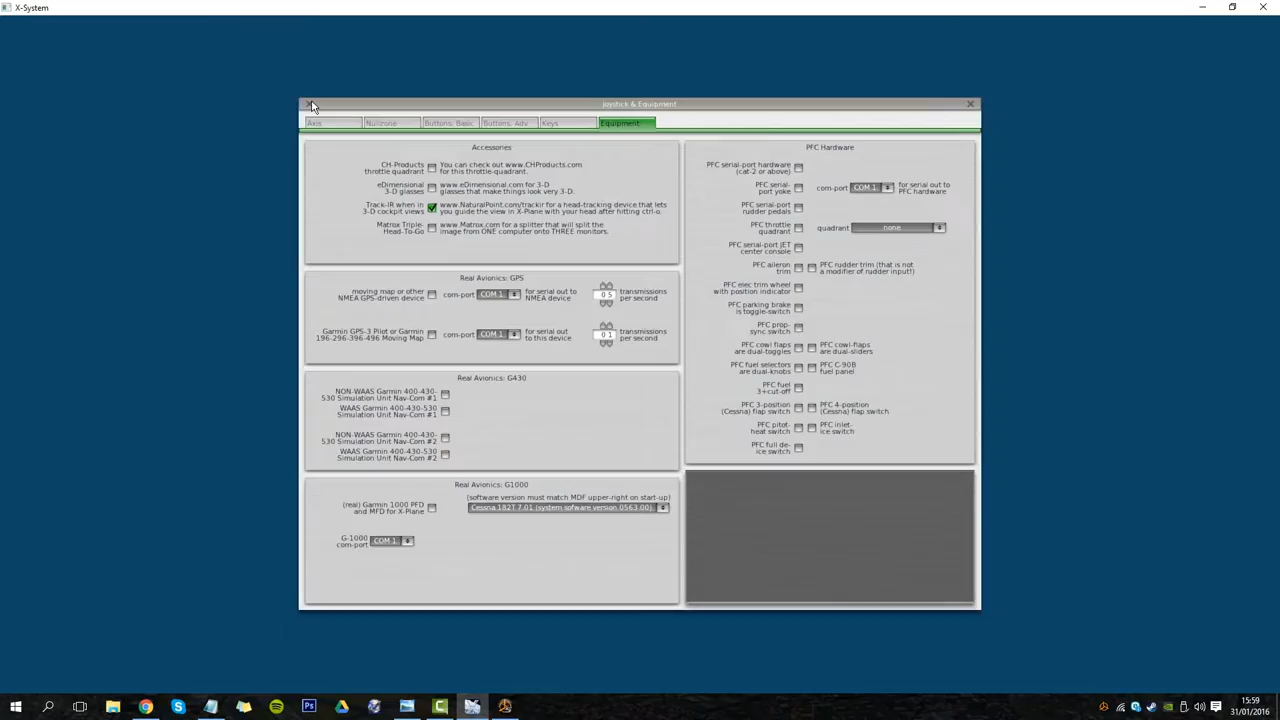 X-System
Joystick & Equipment
Axis
Nullzone
Buttons: Basic
Buttons: Adv
Keys
Equipment
Accessories
CH-Products
throttle quadrant
You can check out www.CHProducts.com
for this throttle-quadrant.
eDimensional
3-D glasses
www.eDimensional.com for 3-D
glasses that make things look very 3-D.
Track-IR when in
3-D cockpit views
www.NaturalPoint.com/trackir for a head-tracking device that lets
you guide the view in X-Plane with your head after hitting ctrl-o.
Matrox Triple-
Head-To-Go
www.Matrox.com for a splitter that will split the
image from ONE computer onto THREE monitors.
Real Avionics: GPS
moving map or other
NMEA GPS-driven device
com-port
COM 1
for serial out to
NMEA device
0 5
transmissions
per second
Garmin GPS-3 Pilot or Garmin
196-296-396-496 Moving Map
com-port
COM 1
for serial out
to this device
0 1
transmissions
per second
Real Avionics: G430
NON-WAAS Garmin 400-430-
530 Simulation Unit Nav-Com #1
WAAS Garmin 400-430-530
Simulation Unit Nav-Com #1
NON-WAAS Garmin 400-430-
530 Simulation Unit Nav-Com #2
WAAS Garmin 400-430-530
Simulation Unit Nav-Com #2
Real Avionics: G1000
(real) Garmin 1000 PFD
and MFD for X-Plane
(software version must match MDF upper-right on start-up)
Cessna 182T 7.01 (system sofware version 0563.00)
G-1000
com-port
COM 1
PFC Hardware
PFC serial-port hardware
(cat-2 or above)
PFC serial-
port yoke
com-port
COM 1
for serial out to
PFC hardware
PFC serial-port
rudder pedals
PFC throttle
quadrant
quadrant
none
PFC serial-port JET
center console
PFC aileron
trim
PFC rudder trim (that is not
a modifier of rudder input!)
PFC elec trim wheel
with position indicator
PFC parking brake
is toggle-switch
PFC prop-
sync switch
PFC cowl flaps
are dual-toggles
PFC cowl-flaps
are dual-sliders
PFC fuel selectors
are dual-knobs
PFC C-90B
fuel panel
PFC fuel
3+cut-off
PFC 3-position
(Cessna) flap switch
PFC 4-position
(Cessna) flap switch
PFC pitot-
heat switch
PFC inlet-
ice switch
PFC full de-
ice switch
15:59
31/01/2016